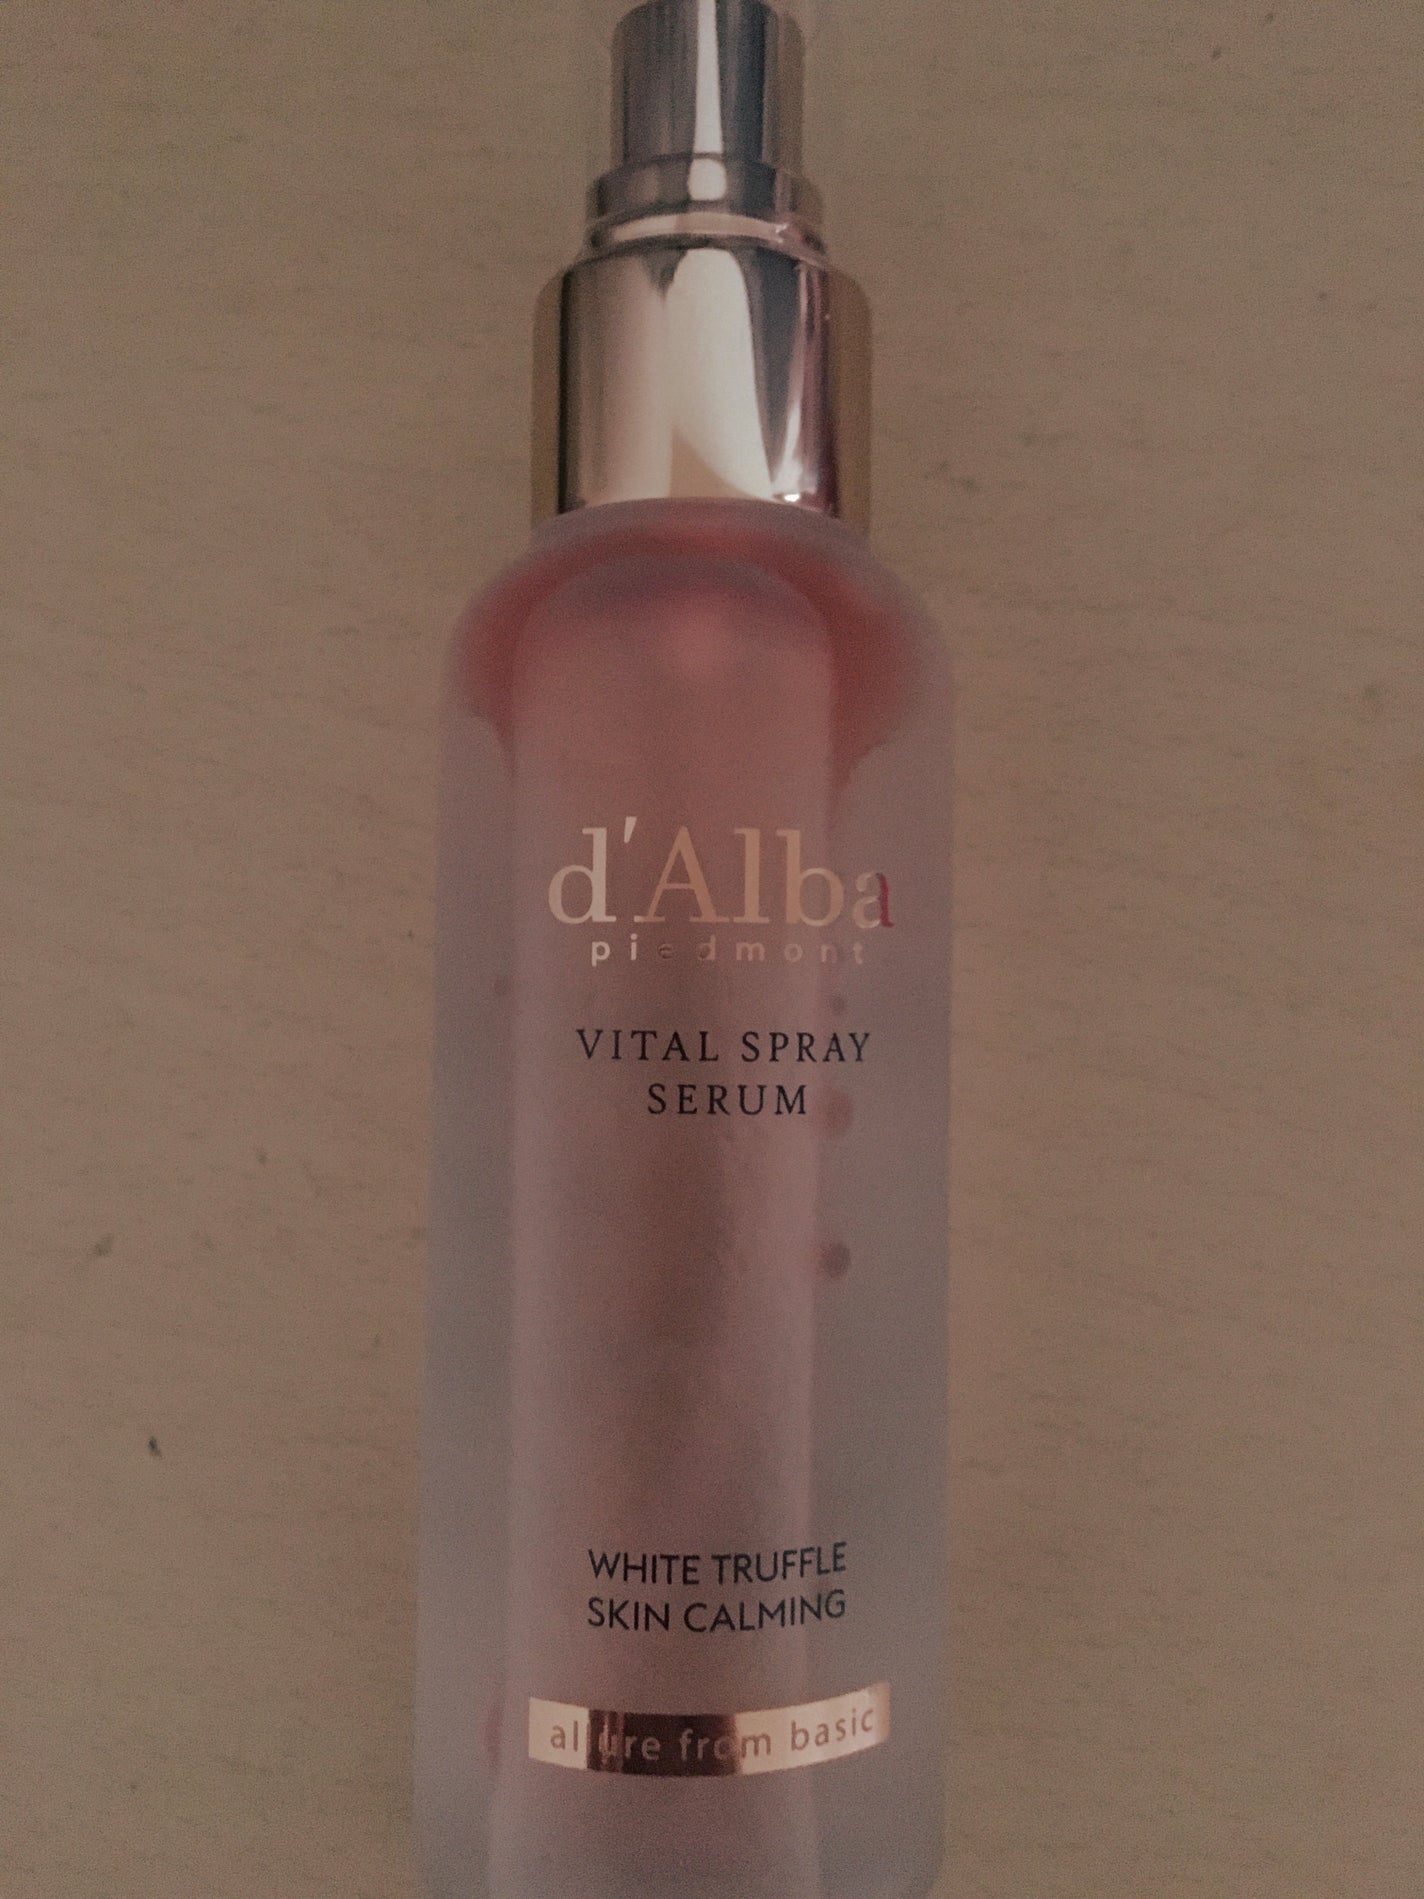 d'Alba
piedmont
VITAL SPRAY
SERUM
WHITE TRUFFLE
SKIN CALMING
allure from basic